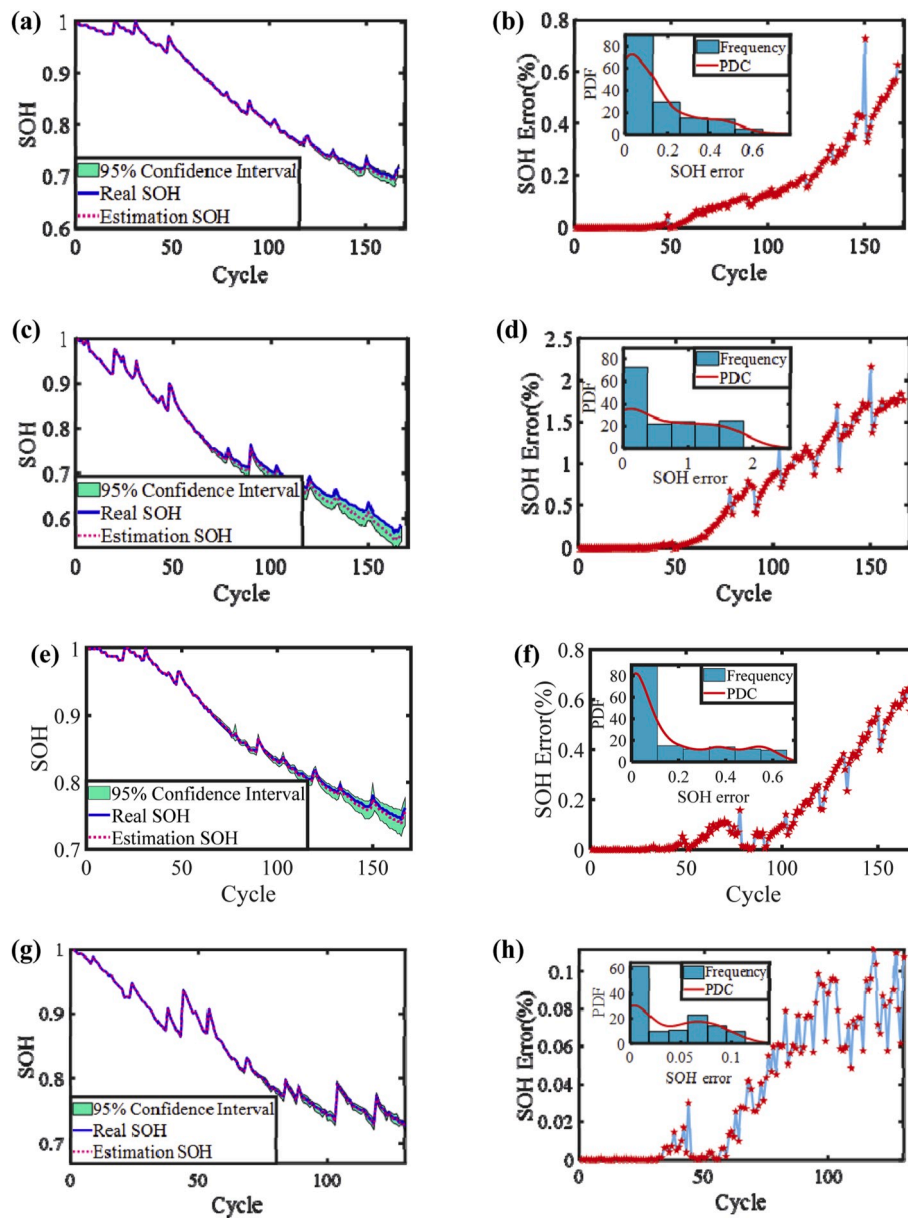 (a)
SOH
1
0.9
0.8
0.7
0.6
95% Confidence Interval
Real SOH
Estimation SOH
0 50 100 150
Cycle
(b)
SOH Error(%)
0.8
0.6
0.4
0.2
0
PDF
80
60
40
20
0
Frequency
PDC
0 0.2 0.4 0.6
SOH error
0 50 100 150
Cycle
(c)
SOH
1
0.9
0.8
0.7
0.6
95% Confidence Interval
Real SOH
Estimation SOH
0 50 100 150
Cycle
(d)
SOH Error(%)
2.5
2
1.5
1
0.5
0
PDF
80
60
40
20
0
Frequency
PDC
0 1 2
SOH error
0 50 100 150
Cycle
(e)
SOH
1
0.9
0.8
0.7
95% Confidence Interval
Real SOH
Estimation SOH
0 50 100 150
Cycle
(f)
SOH Error(%)
0.8
0.6
0.4
0.2
0
PDF
80
60
40
20
0
Frequency
PDC
0 0.2 0.4 0.6
SOH error
0 50 100 150
Cycle
(g)
SOH
1
0.9
0.8
0.7
95% Confidence Interval
Real SOH
Estimation SOH
0 50 100
Cycle
(h)
SOH Error(%)
0.1
0.08
0.06
0.04
0.02
0
PDF
60
40
20
0
Frequency
PDC
0 0.05 0.1
SOH error
0 50 100
Cycle